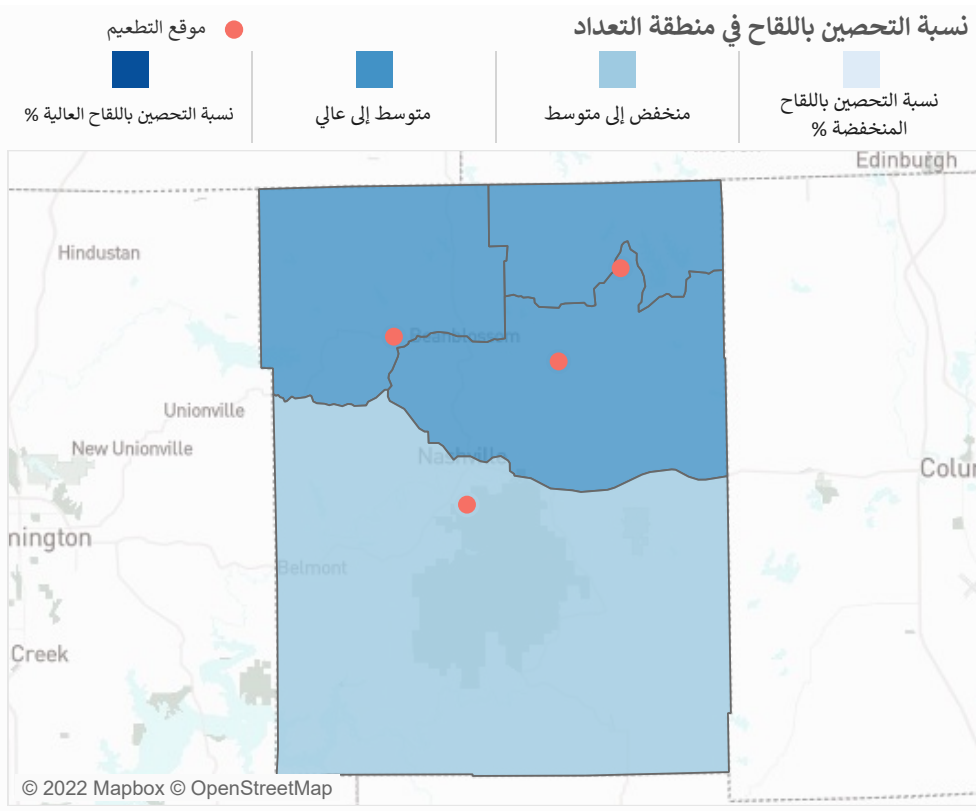 نسبة التحصين باللقاح في منطقة التعداد
موقع التطعيم
نسبة التحصين باللقاح
المنخفضة %
منخفض إلى متوسط
متوسط إلى عالي
نسبة التحصين باللقاح العالية %
Edinburgh
Hindustan
Beanblossom
Unionville
New Unionville
Nashville
Colu
nington
Belmont
Creek
© 2022 Mapbox © OpenStreetMap